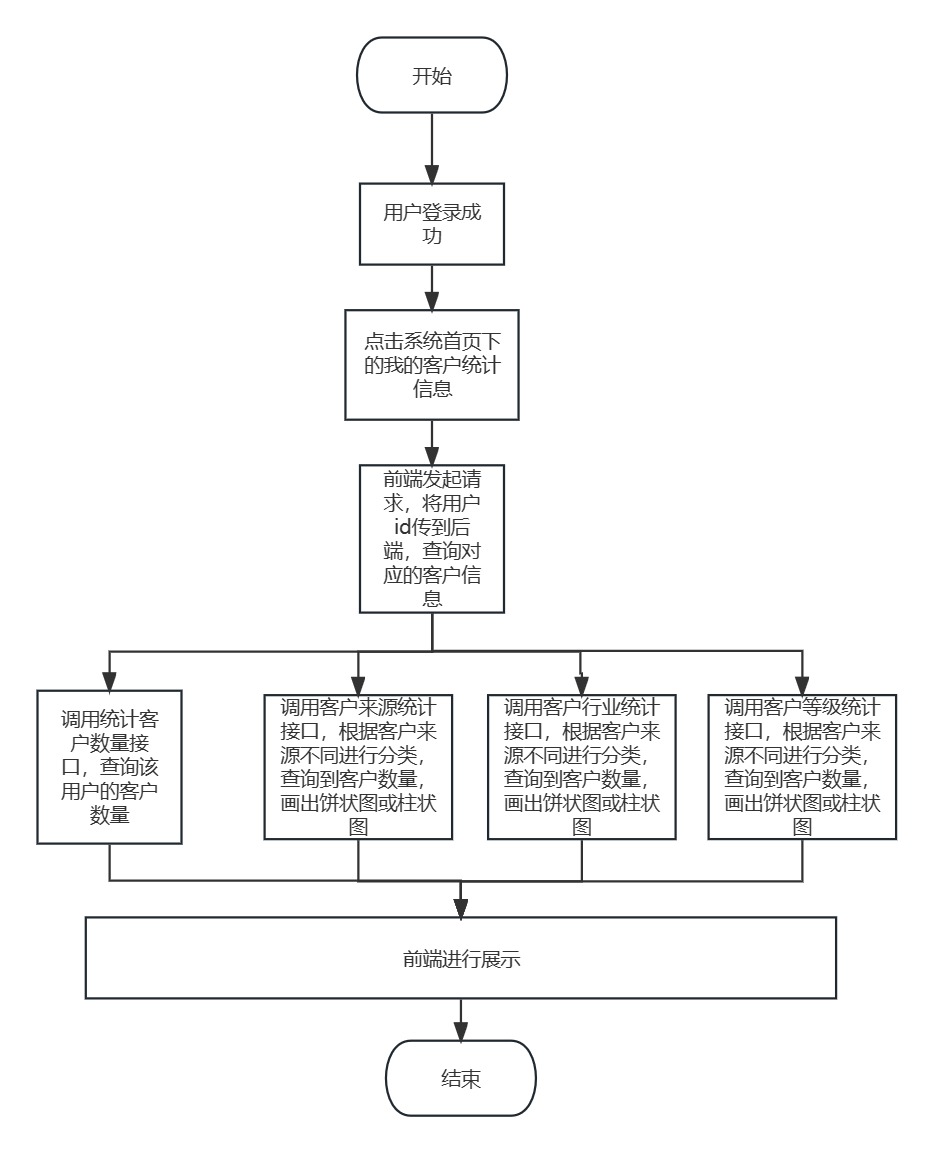 开始
用户登录成
功
点击系统首页下
的我的客户统计
信息
前端发起请
求，将用户
id传到后
端，查询对
应的客户信
息
调用统计客
户数量接
口，查询该
用户的客户
数量
调用客户来源统计
接口，根据客户来
源不同进行分类，
查询到客户数量，
画出饼状图或柱状
图
调用客户行业统计
接口，根据客户来
源不同进行分类，
查询到客户数量，
画出饼状图或柱状
图
调用客户等级统计
接口，根据客户来
源不同进行分类，
查询到客户数量，
画出饼状图或柱状
图
前端进行展示
结束